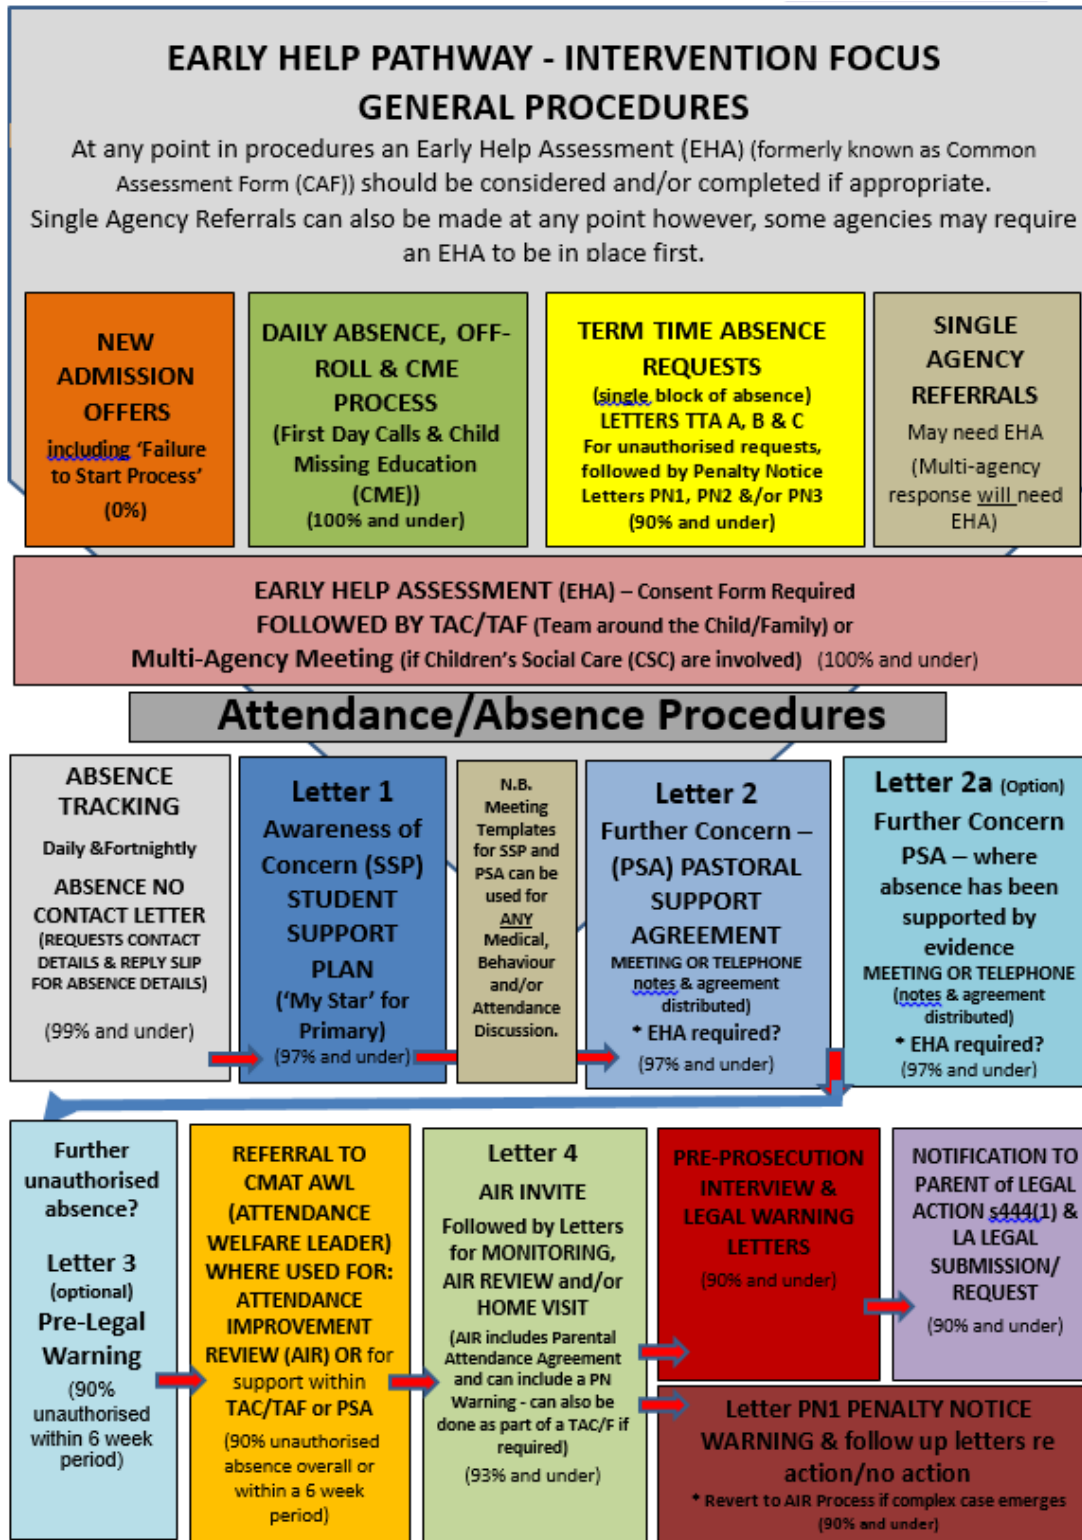 EARLY HELP PATHWAY - INTERVENTION FOCUS
GENERAL PROCEDURES
At any point in procedures an Early Help Assessment (EHA) (formerly known as Common
Assessment Form (CAF)) should be considered and/or completed if appropriate.
Single Agency Referrals can also be made at any point however, some agencies may require
an EHA to be in place first.
NEW
ADMISSION
OFFERS
including 'Failure
to Start Process'
(0%)
DAILY ABSENCE, OFF-
ROLL & CME
PROCESS
(First Day Calls & Child
Missing Education
(CME))
(100% and under)
TERM TIME ABSENCE
REQUESTS
(single block of absence)
LETTERS TTA A, B & C
For unauthorised requests,
followed by Penalty Notice
Letters PN1, PN2 &/or PN3
(90% and under)
SINGLE
AGENCY
REFERRALS
May need EHA
(Multi-agency
response will need
EHA)
EARLY HELP ASSESSMENT (EHA) – Consent Form Required
FOLLOWED BY TAC/TAF (Team around the Child/Family) or
Multi-Agency Meeting (if Children's Social Care (CSC) are involved) (100% and under)
Attendance/Absence Procedures
ABSENCE
TRACKING
Daily &Fortnightly
ABSENCE NO
CONTACT LETTER
(REQUESTS CONTACT
DETAILS & REPLY SLIP
FOR ABSENCE DETAILS)
(99% and under)
Letter 1
Awareness of
Concern (SSP)
STUDENT
SUPPORT
PLAN
('My Star' for
Primary)
(97% and under)
N.B.
Meeting
Templates
for SSP and
PSA can be
used for
ANY
Medical,
Behaviour
and/or
Attendance
Discussion.
Letter 2
Further Concern –
(PSA) PASTORAL
SUPPORT
AGREEMENT
MEETING OR TELEPHONE
notes & agreement
distributed)
* EHA required?
(97% and under)
Letter 2a (Option)
Further Concern
PSA – where
absence has been
supported by
evidence
MEETING OR TELEPHONE
(notes & agreement
distributed)
* EHA required?
(97% and under)
Further
unauthorised
absence?
Letter 3
(optional)
Pre-Legal
Warning
(90%
unauthorised
within 6 week
period)
REFERRAL TO
CMAT AWL
(ATTENDANCE
WELFARE LEADER)
WHERE USED FOR:
ATTENDANCE
IMPROVEMENT
REVIEW (AIR) OR for
support within
TAC/TAF or PSA
(90% unauthorised
absence overall or
within a 6 week
period)
Letter 4
AIR INVITE
Followed by Letters
for MONITORING,
AIR REVIEW and/or
HOME VISIT
(AIR includes Parental
Attendance Agreement
and can include a PN
Warning - can also be
done as part of a TAC/F if
required)
(93% and under)
PRE-PROSECUTION
INTERVIEW &
LEGAL WARNING
LETTERS
(90% and under)
NOTIFICATION TO
PARENT of LEGAL
ACTION s444(1) &
LA LEGAL
SUBMISSION/
REQUEST
(90% and under)
Letter PN1 PENALTY NOTICE
WARNING & follow up letters re
action/no action
* Revert to AIR Process if complex case emerges
(90% and under)